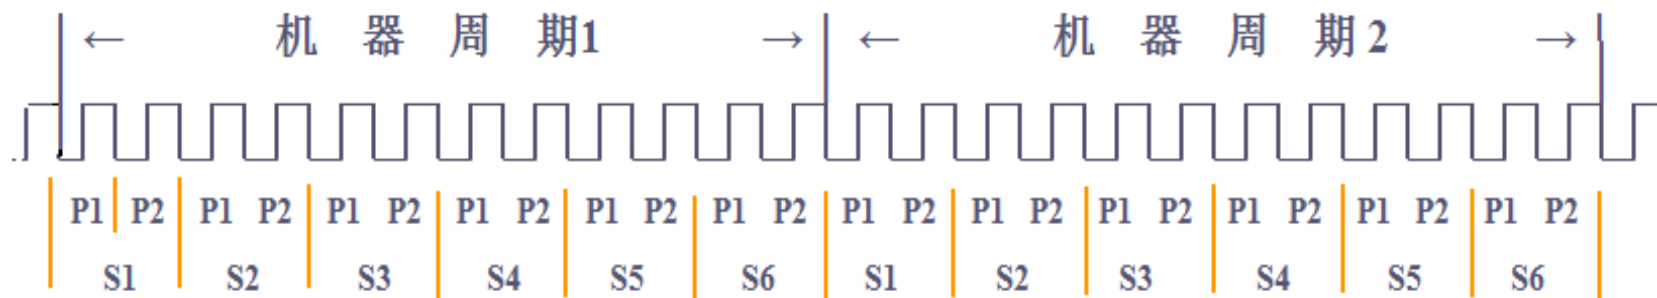 ← 机 器 周 期1 → ← 机 器 周 期 2 →
P1 P2 P1 P2 P1 P2 P1 P2 P1 P2 P1 P2 P1 P2 P1 P2 P1 P2 P1 P2 P1 P2 P1 P2
S1 S2 S3 S4 S5 S6 S1 S2 S3 S4 S5 S6